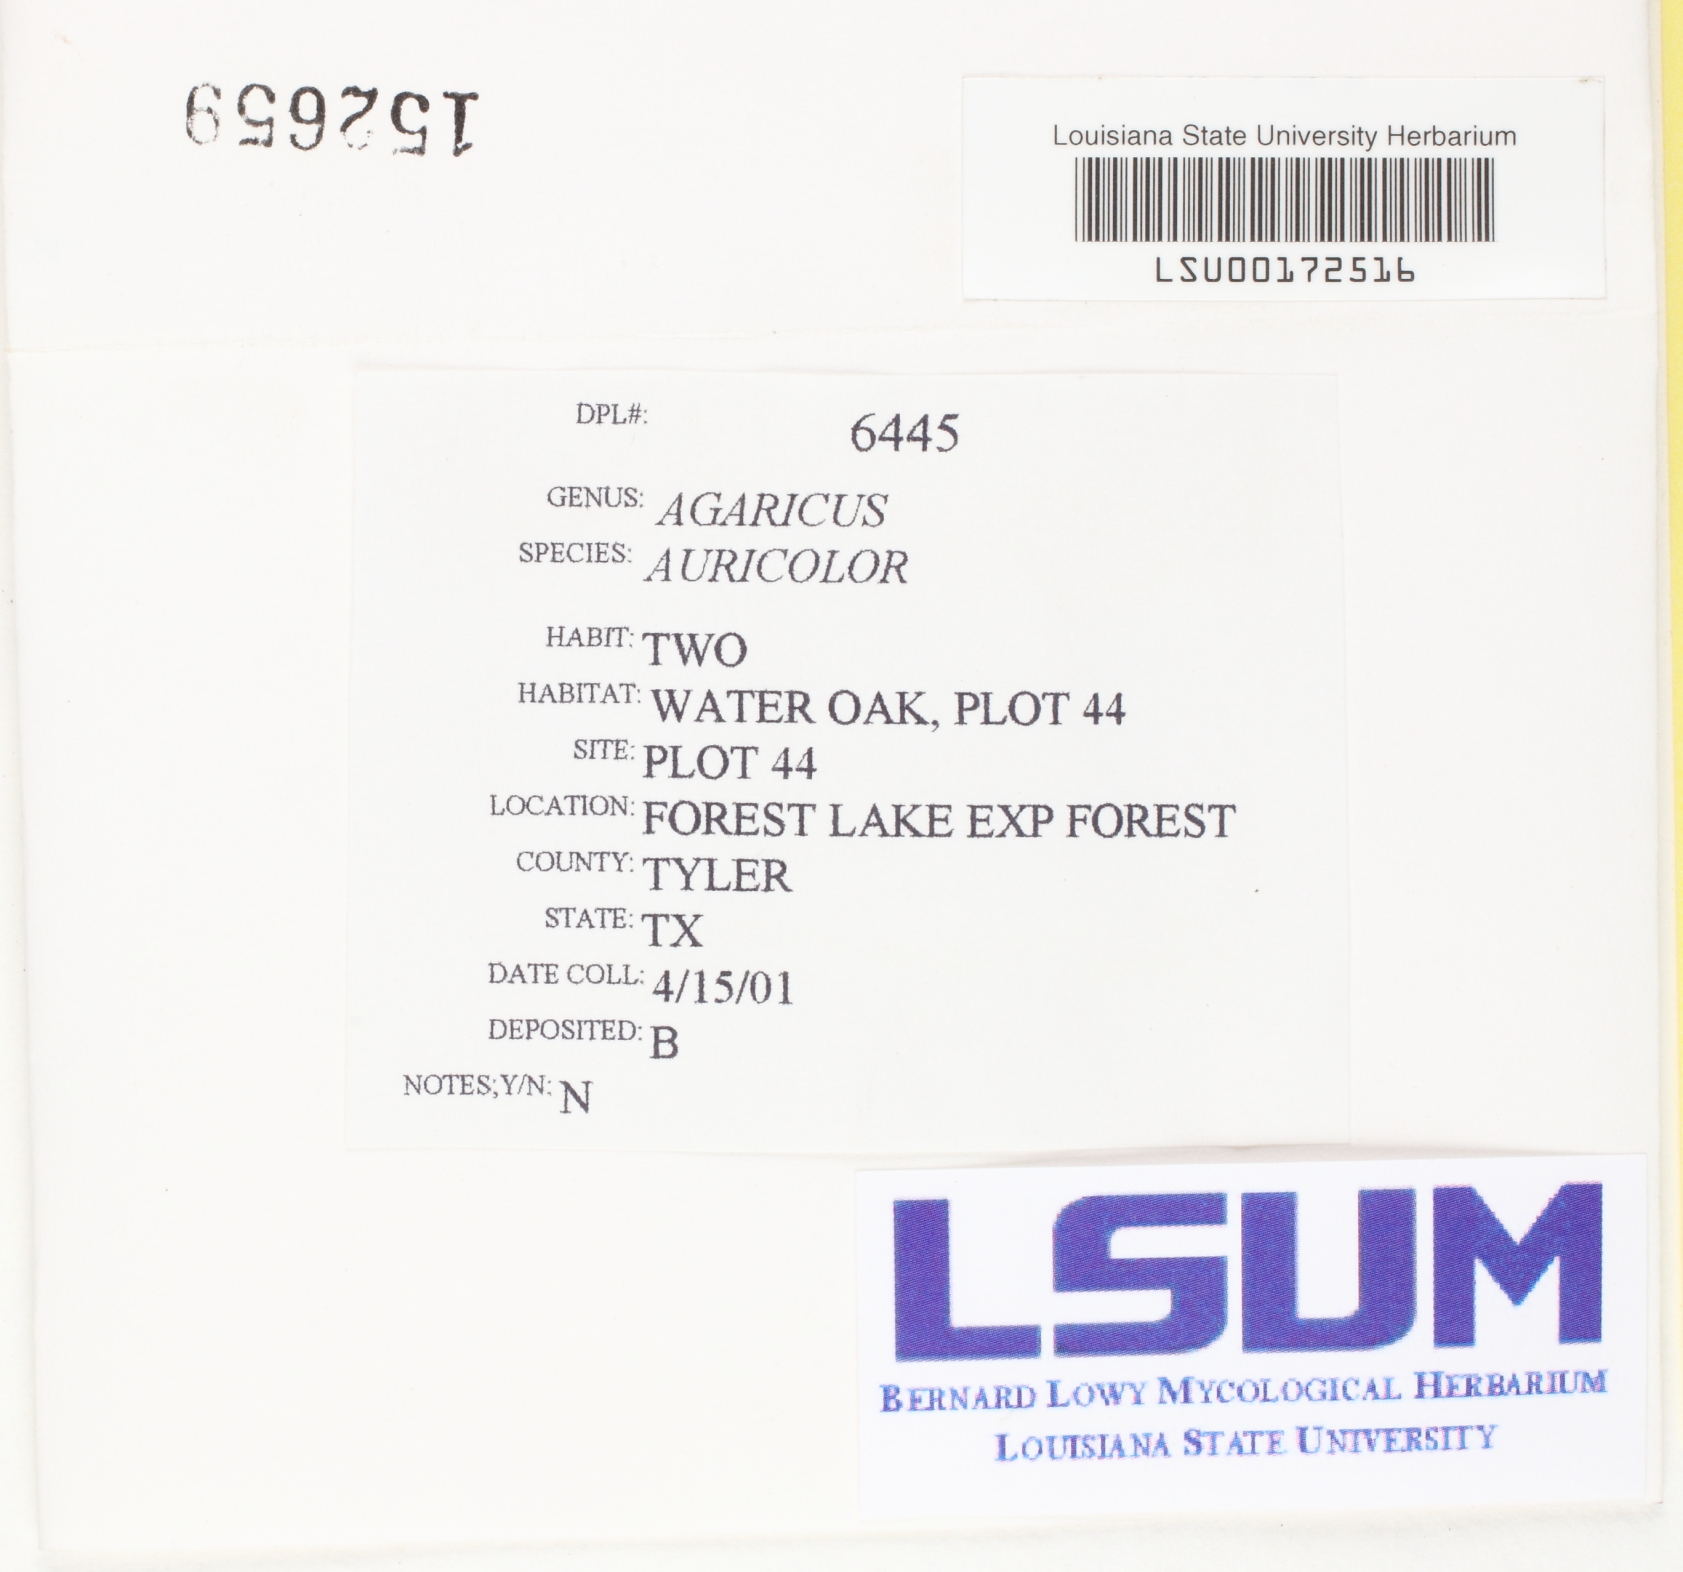 152659
Louisiana State University Herbarium
LSU00172516
DPL#: 6445
GENUS: AGARICUS
SPECIES: AURICOLOR
HABIT: TWO
HABITAT: WATER OAK, PLOT 44
SITE: PLOT 44
LOCATION: FOREST LAKE EXP FOREST
COUNTY: TYLER
STATE: TX
DATE COLL: 4/15/01
DEPOSITED: B
NOTES;Y/N: N
LSUM
BERNARD LOWY MYCOLOGICAL HERBARIUM
LOUISIANA STATE UNIVERSITY